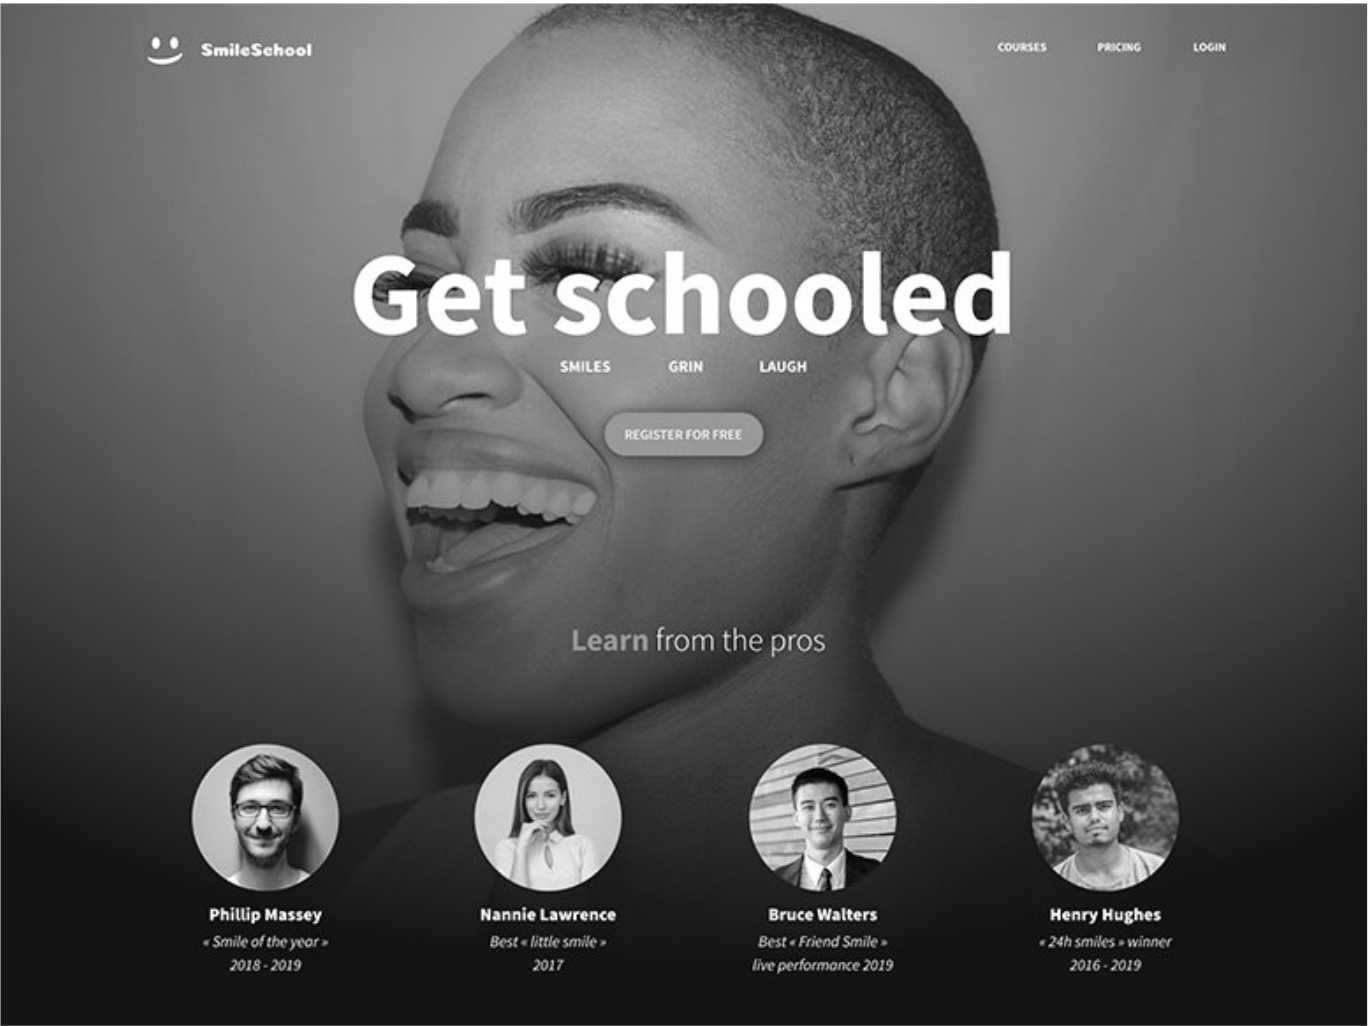 SmileSchool
COURSES PRICING LOGIN
Get schooled
SMILES GRIN LAUGH
REGISTER FOR FREE
Learn from the pros
Phillip Massey
« Smile of the year »
2018 - 2019
Nannie Lawrence
Best « little smile »
2017
Bruce Walters
Best « Friend Smile »
live performance 2019
Henry Hughes
« 24h smiles » winner
2016 - 2019